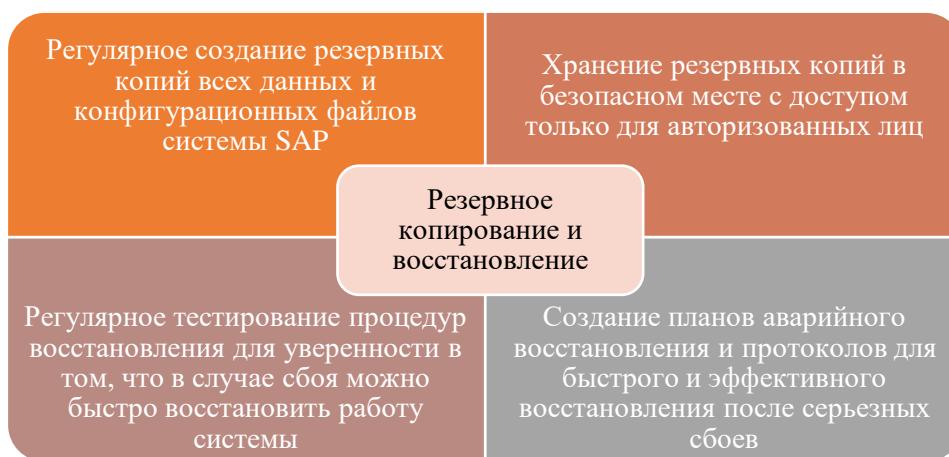 Регулярное создание резервных
копий всех данных и
конфигурационных файлов
системы SAP
Хранение резервных копий в
безопасном месте с доступом
только для авторизованных лиц
Резервное
копирование и
восстановление
Регулярное тестирование процедур
восстановления для уверенности в
том, что в случае сбоя можно
быстро восстановить работу
системы
Создание планов аварийного
восстановления и протоколов для
быстрого и эффективного
восстановления после серьезных
сбоев